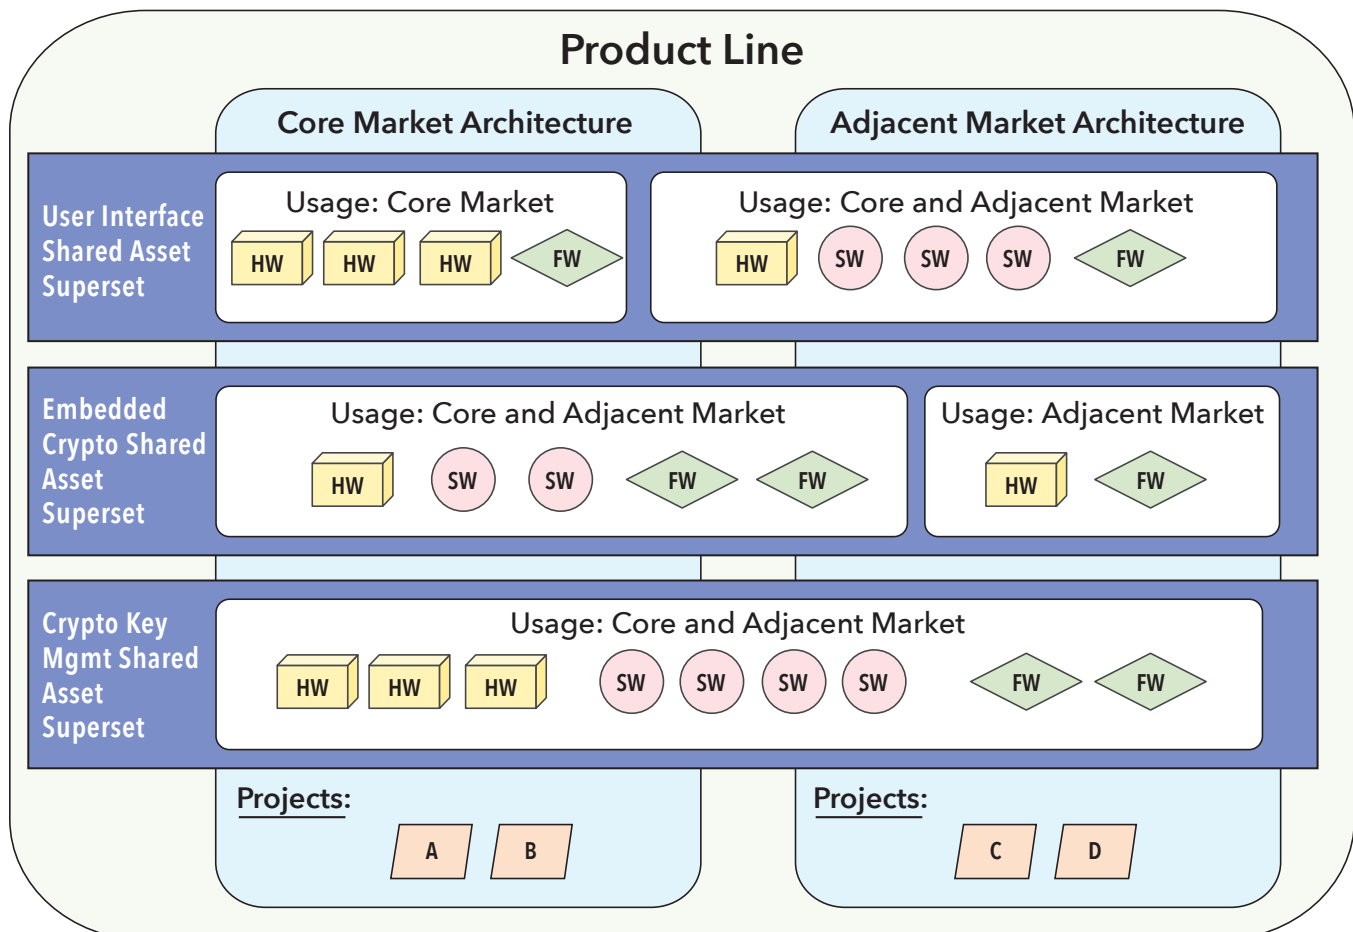 Product Line
Core Market Architecture
Adjacent Market Architecture
User Interface
Shared Asset
Superset
Usage: Core Market
HW
HW
HW
FW
Usage: Core and Adjacent Market
HW
SW
SW
SW
FW
Embedded
Crypto Shared
Asset
Superset
Usage: Core and Adjacent Market
HW
SW
SW
FW
FW
Usage: Adjacent Market
HW
FW
Crypto Key
Mgmt Shared
Asset
Superset
Usage: Core and Adjacent Market
HW
HW
HW
SW
SW
SW
SW
FW
FW
Projects:
A
B
Projects:
C
D